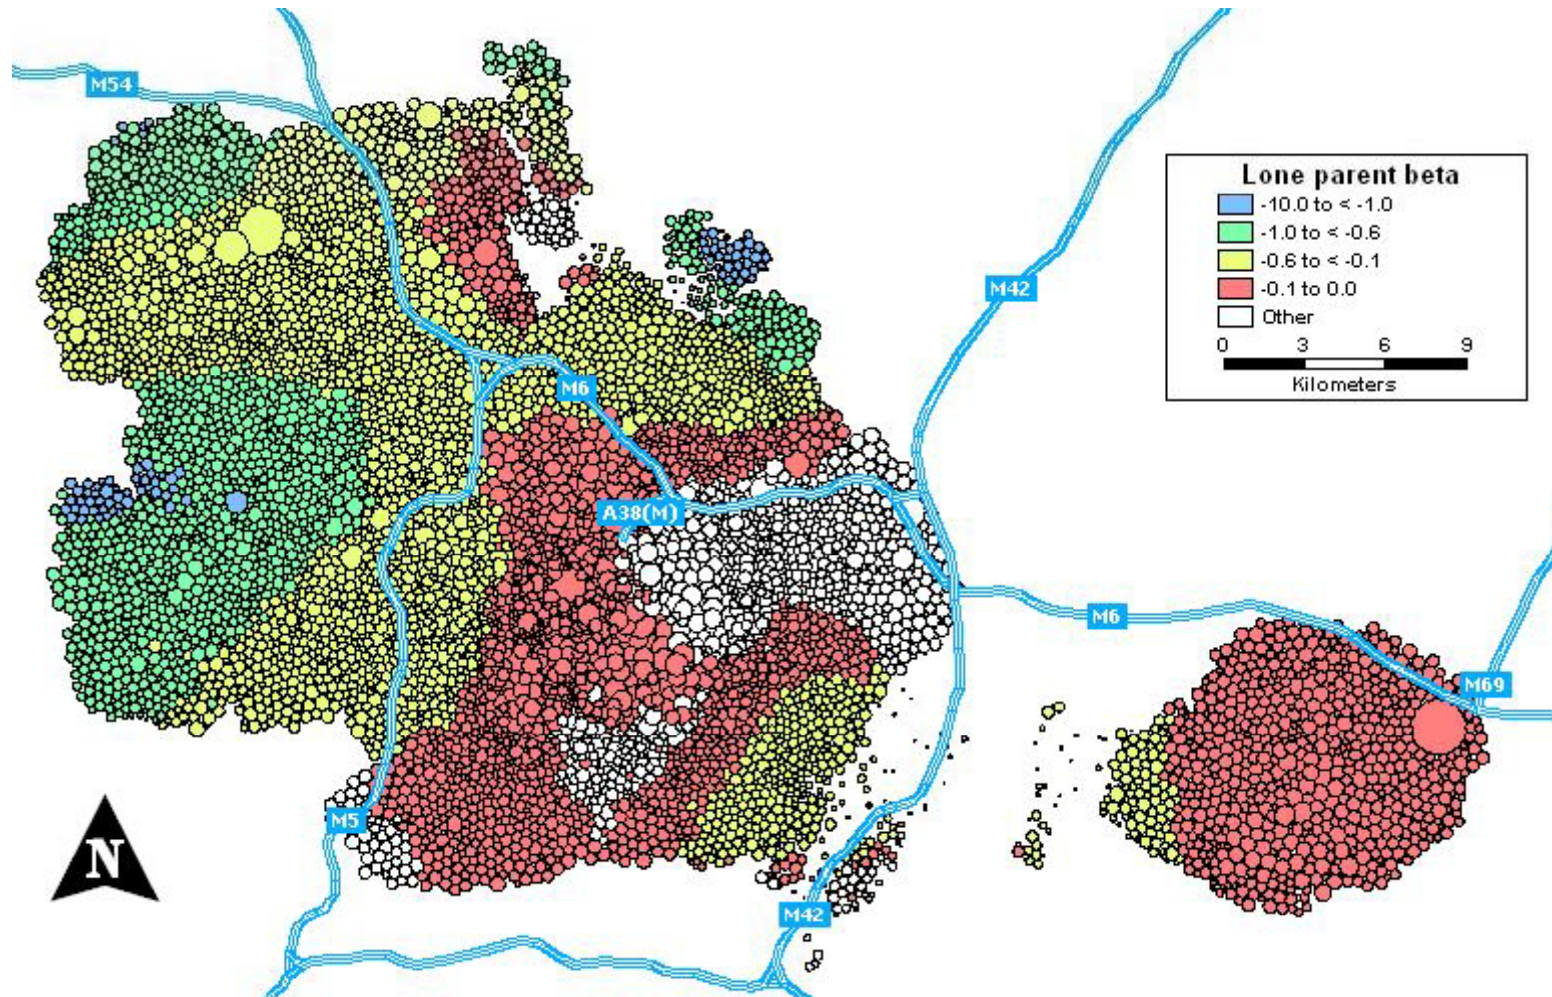 M54
Lone parent beta
-10.0 to < -1.0
-1.0 to < -0.6
-0.6 to < -0.1
-0.1 to 0.0
Other
0 3 6 9
Kilometers
M42
M6
A38(M)
M6
M69
M5
N
M42